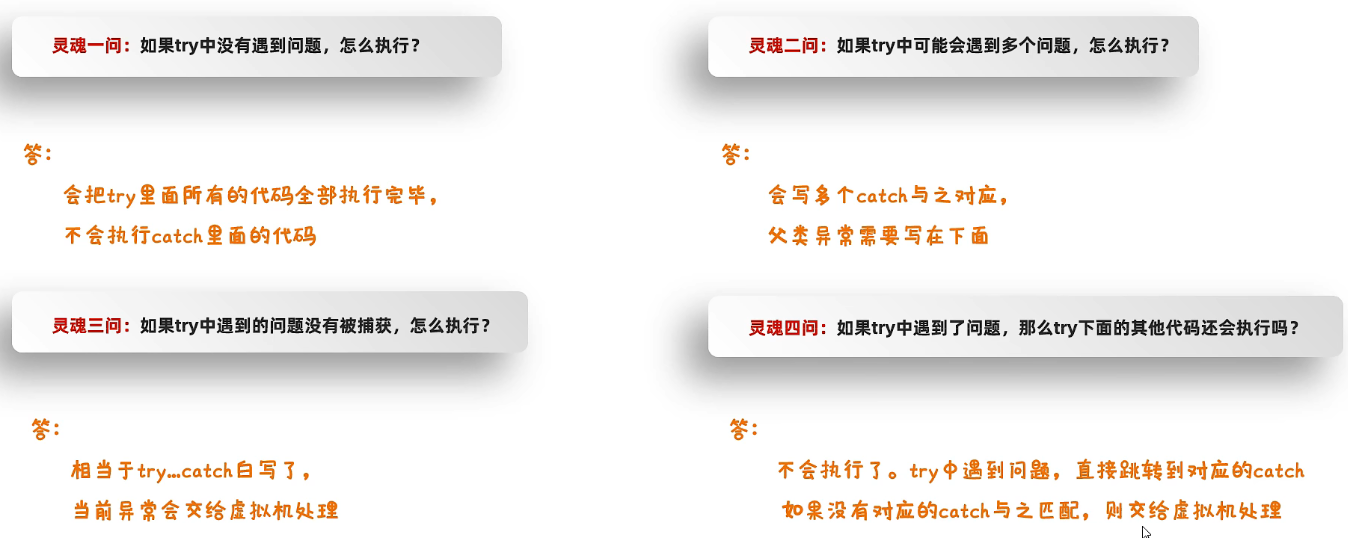 灵魂一问：如果try中没有遇到问题，怎么执行？
答：
会把try里面所有的代码全部执行完毕，
不会执行catch里面的代码
灵魂二问：如果try中可能会遇到多个问题，怎么执行？
答：
会写多个catch与之对应，
父类异常需要写在下面
灵魂三问：如果try中遇到的问题没有被捕获，怎么执行？
答：
相当于try...catch白写了，
当前异常会交给虚拟机处理
灵魂四问：如果try中遇到了问题，那么try下面的其他代码还会执行吗？
答：
不会执行了。try中遇到问题，直接跳转到对应的catch
如果没有对应的catch与之匹配，则交给虚拟机处理